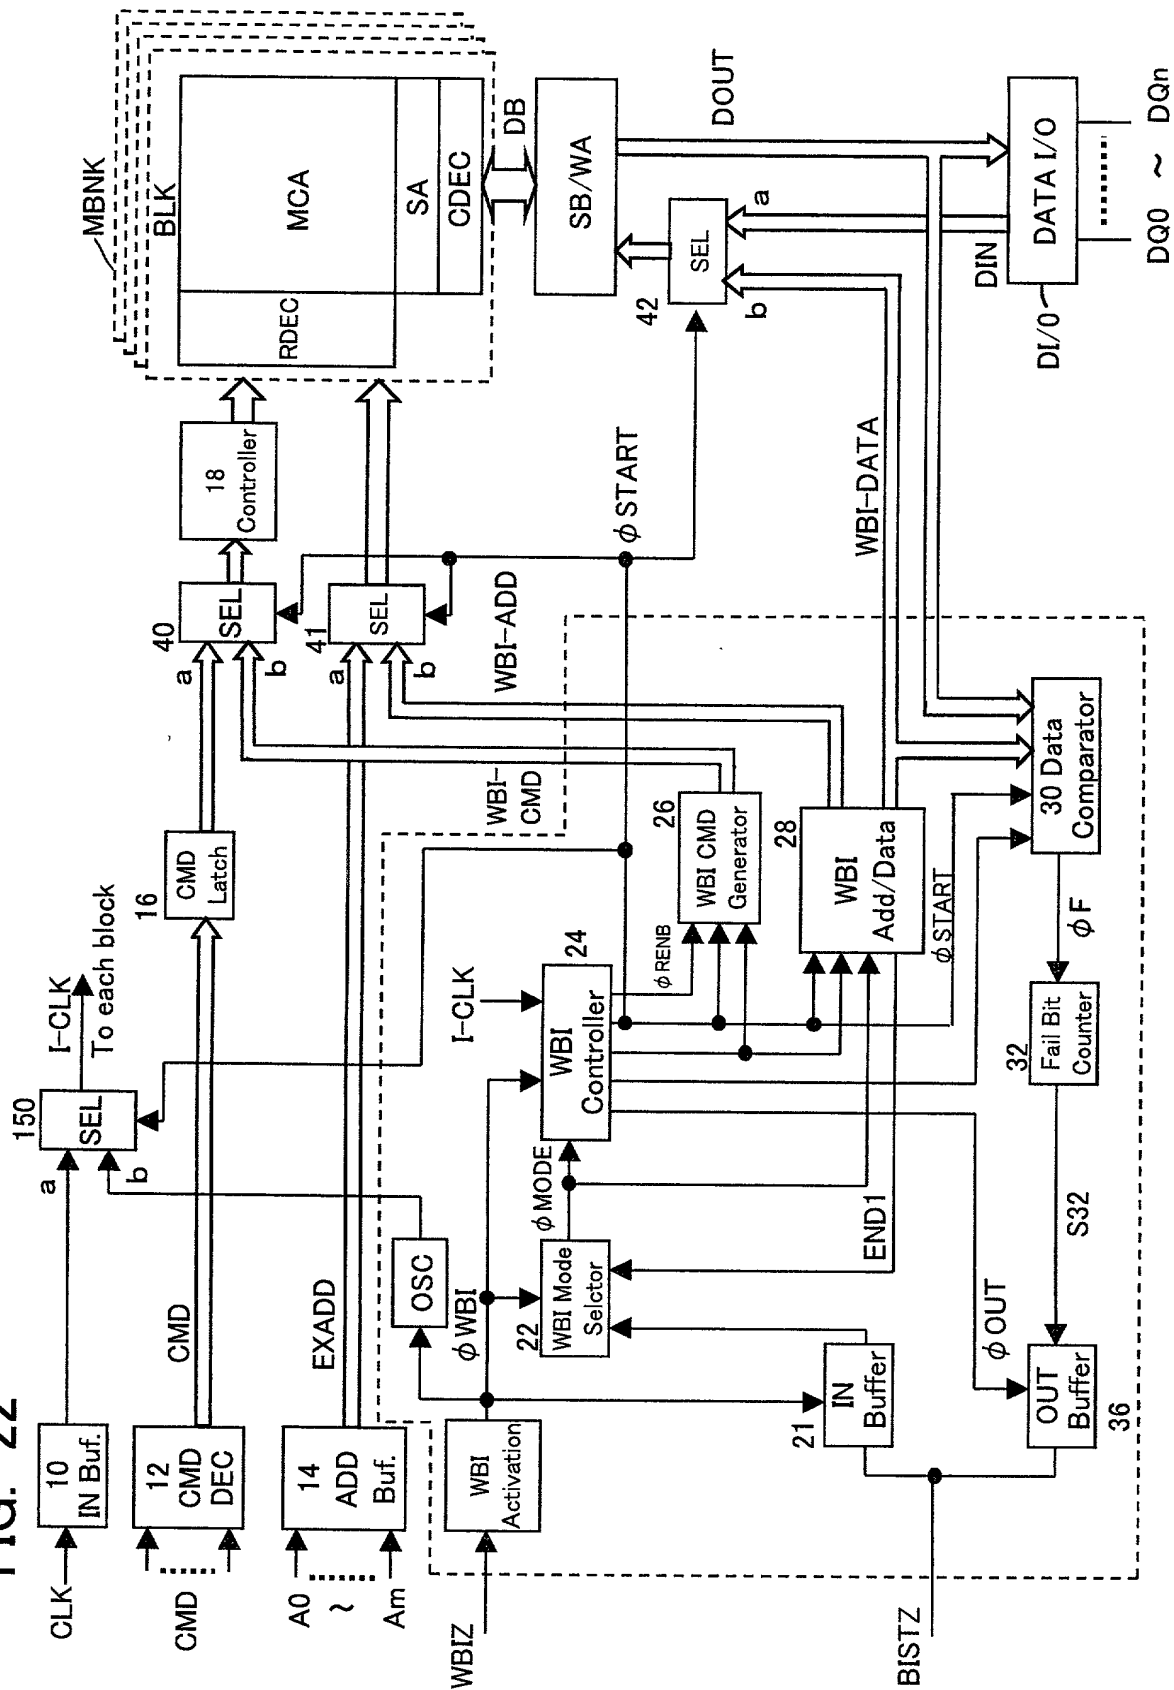 FIG. 22
CLK
10
IN Buf.
a
b
150
SEL
I-CLK
To each block
CMD
12
CMD
DEC
CMD
16
CMD
Latch
a
b
40
SEL
18
Controller
MBNK
BLK
RDEC
MCA
SA
CDEC
A0
~
Am
14
ADD
Buf.
EXADD
a
b
41
SEL
WBI-ADD
WBI-
CMD
φSTART
DB
SB/WA
42
SEL
a
b
DOUT
DIN
WBIZ
WBI
Activation
φWBI
OSC
22
WBI Mode
Selctor
φMODE
I-CLK
24
WBI
Controller
φRENB
26
WBI CMD
Generator
28
WBI
Add/Data
WBI-DATA
END1
φSTART
BISTZ
21
IN
Buffer
OUT
Buffer
36
φOUT
S32
32
Fail Bit
Counter
φF
30 Data
Comparator
DI/O
DATA I/O
DQ0 ~ DQn